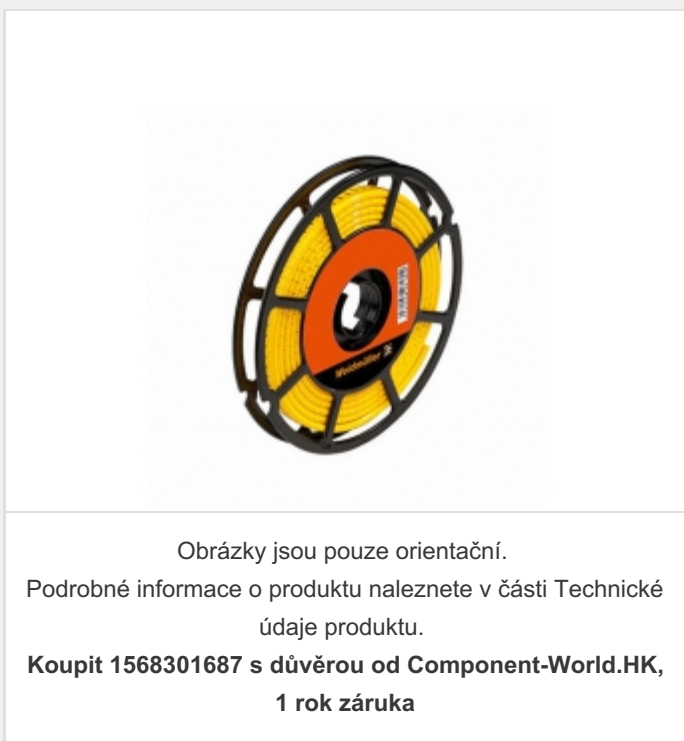 Weidmüller
Obrázky jsou pouze orientační.
Podrobné informace o produktu naleznete v části Technické
údaje produktu.
Koupit 1568301687 s důvěrou od Component-World.HK,
1 rok záruka